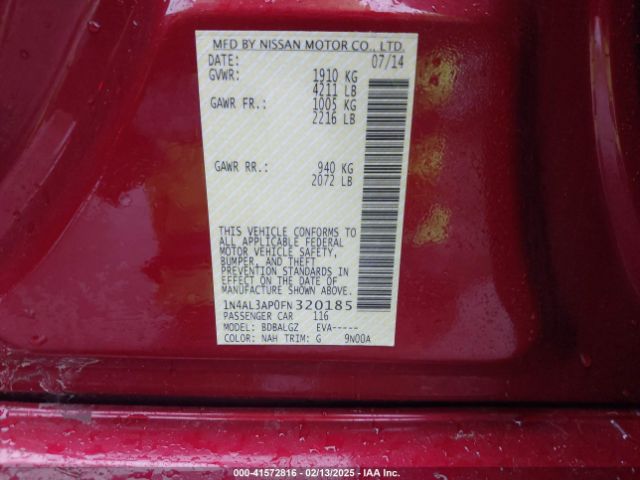 MFD BY NISSAN MOTOR CO., LTD.
DATE: 07/14
GVWR: 1910 KG
4211 LB
GAWR FR.: 1005 KG
2216 LB
GAWR RR.: 940 KG
2072 LB
THIS VEHICLE CONFORMS TO
ALL APPLICABLE FEDERAL
MOTOR VEHICLE SAFETY,
BUMPER, AND THEFT
PREVENTION STANDARDS IN
EFFECT ON THE DATE OF
MANUFACTURE SHOWN ABOVE.
1N4AL3AP0FN320185
PASSENGER CAR 116
MODEL: BDBALGZ EVA-----
COLOR: NAH TRIM: G 9N00A
00-41572816 - 02/13/2025 - IAA Inc.